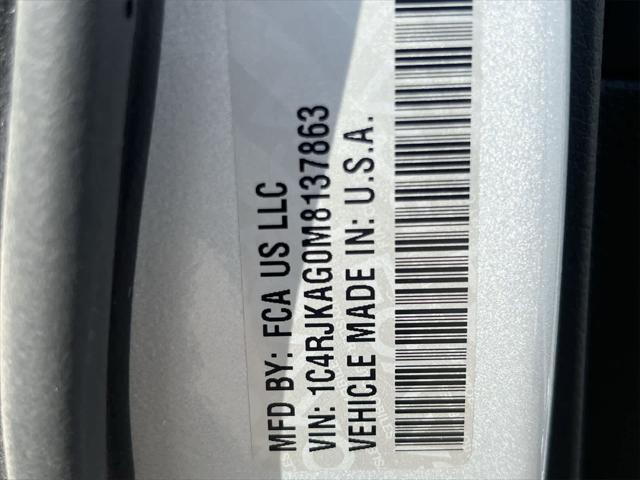 MFD BY: FCA US LLC
VIN: 1C4RJKAG0M8137863
VEHICLE MADE IN: U.S.A.